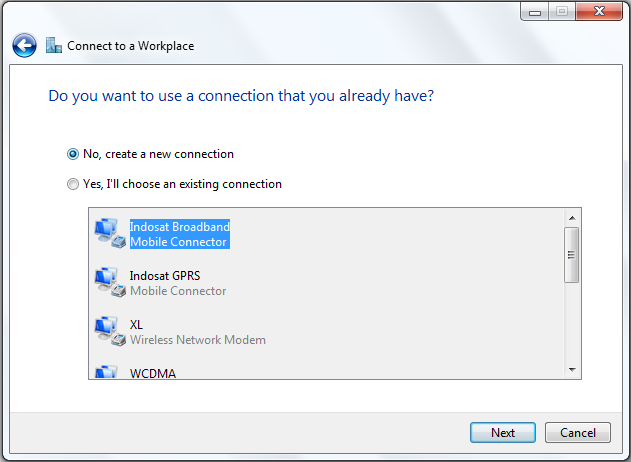 Connect to a Workplace
Do you want to use a connection that you already have?
No, create a new connection
Yes, I'll choose an existing connection
Indosat Broadband
Mobile Connector
Indosat GPRS
Mobile Connector
XL
Wireless Network Modem
WCDMA
Next
Cancel